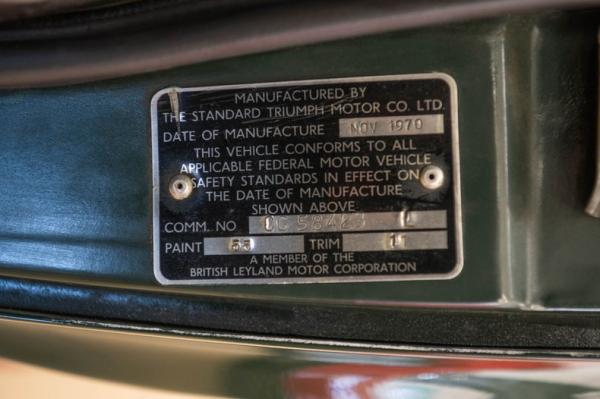 MANUFACTURED BY
THE STANDARD TRIUMPH MOTOR CO. LTD.
DATE OF MANUFACTURE NOV 1970
THIS VEHICLE CONFORMS TO ALL
APPLICABLE FEDERAL MOTOR VEHICLE
SAFETY STANDARDS IN EFFECT ON
THE DATE OF MANUFACTURE
SHOWN ABOVE
COMM. NO L
PAINT TRIM 11
A MEMBER OF THE
BRITISH LEYLAND MOTOR CORPORATION